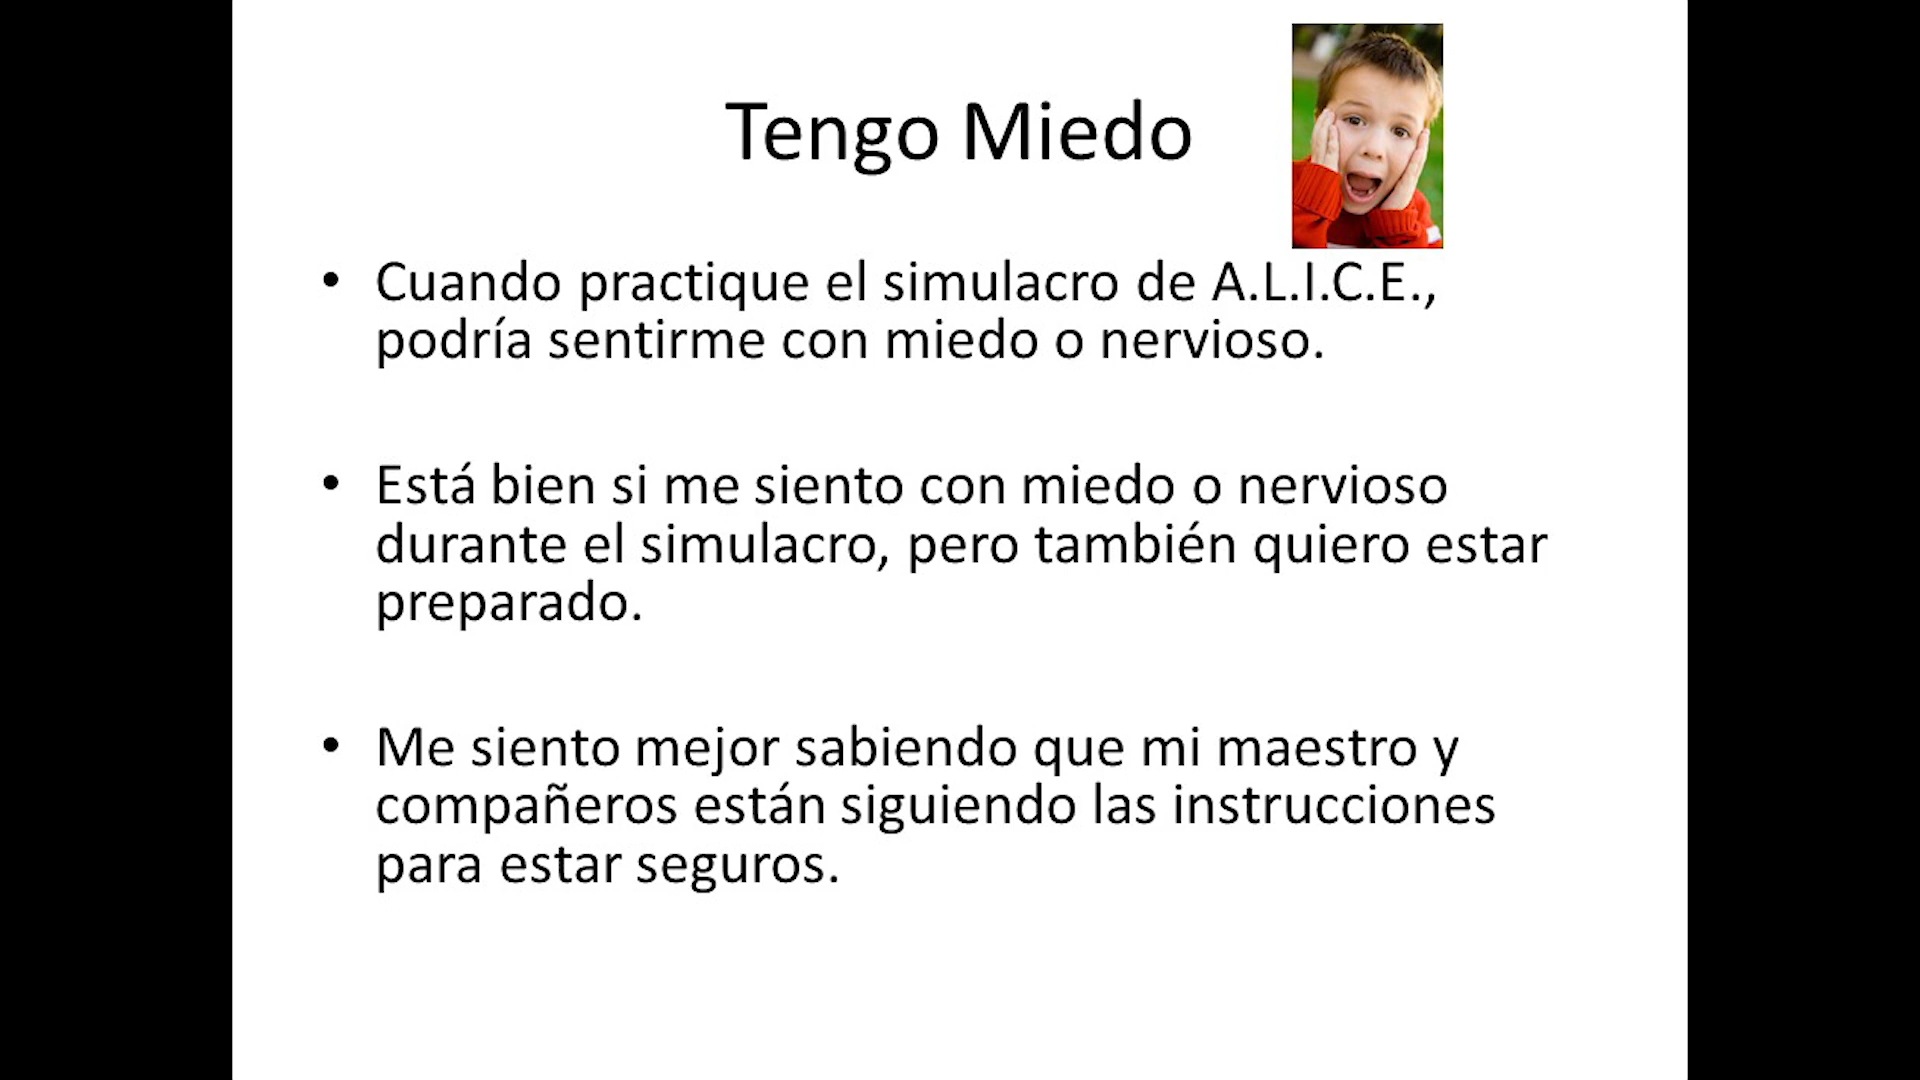 Tengo Miedo
• Cuando practique el simulacro de A.L.I.C.E.,
podría sentirme con miedo o nervioso.
• Está bien si me siento con miedo o nervioso
durante el simulacro, pero también quiero estar
preparado.
• Me siento mejor sabiendo que mi maestro y
compañeros están siguiendo las instrucciones
para estar seguros.